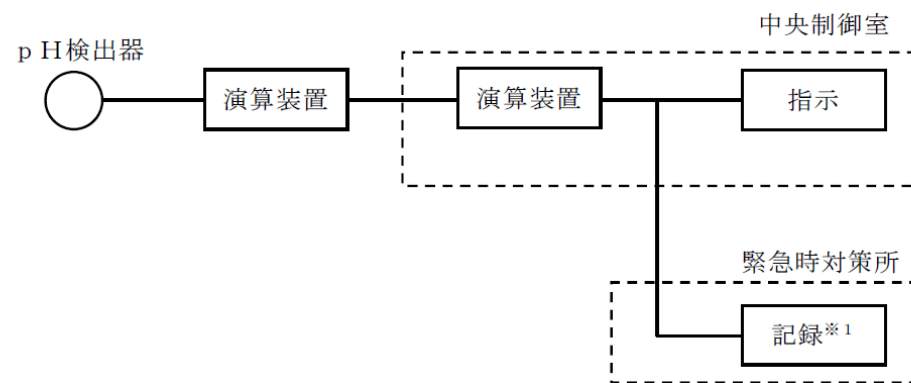 中央制御室
ｐＨ検出器
演算装置
演算装置
指示
緊急時対策所
記録※１